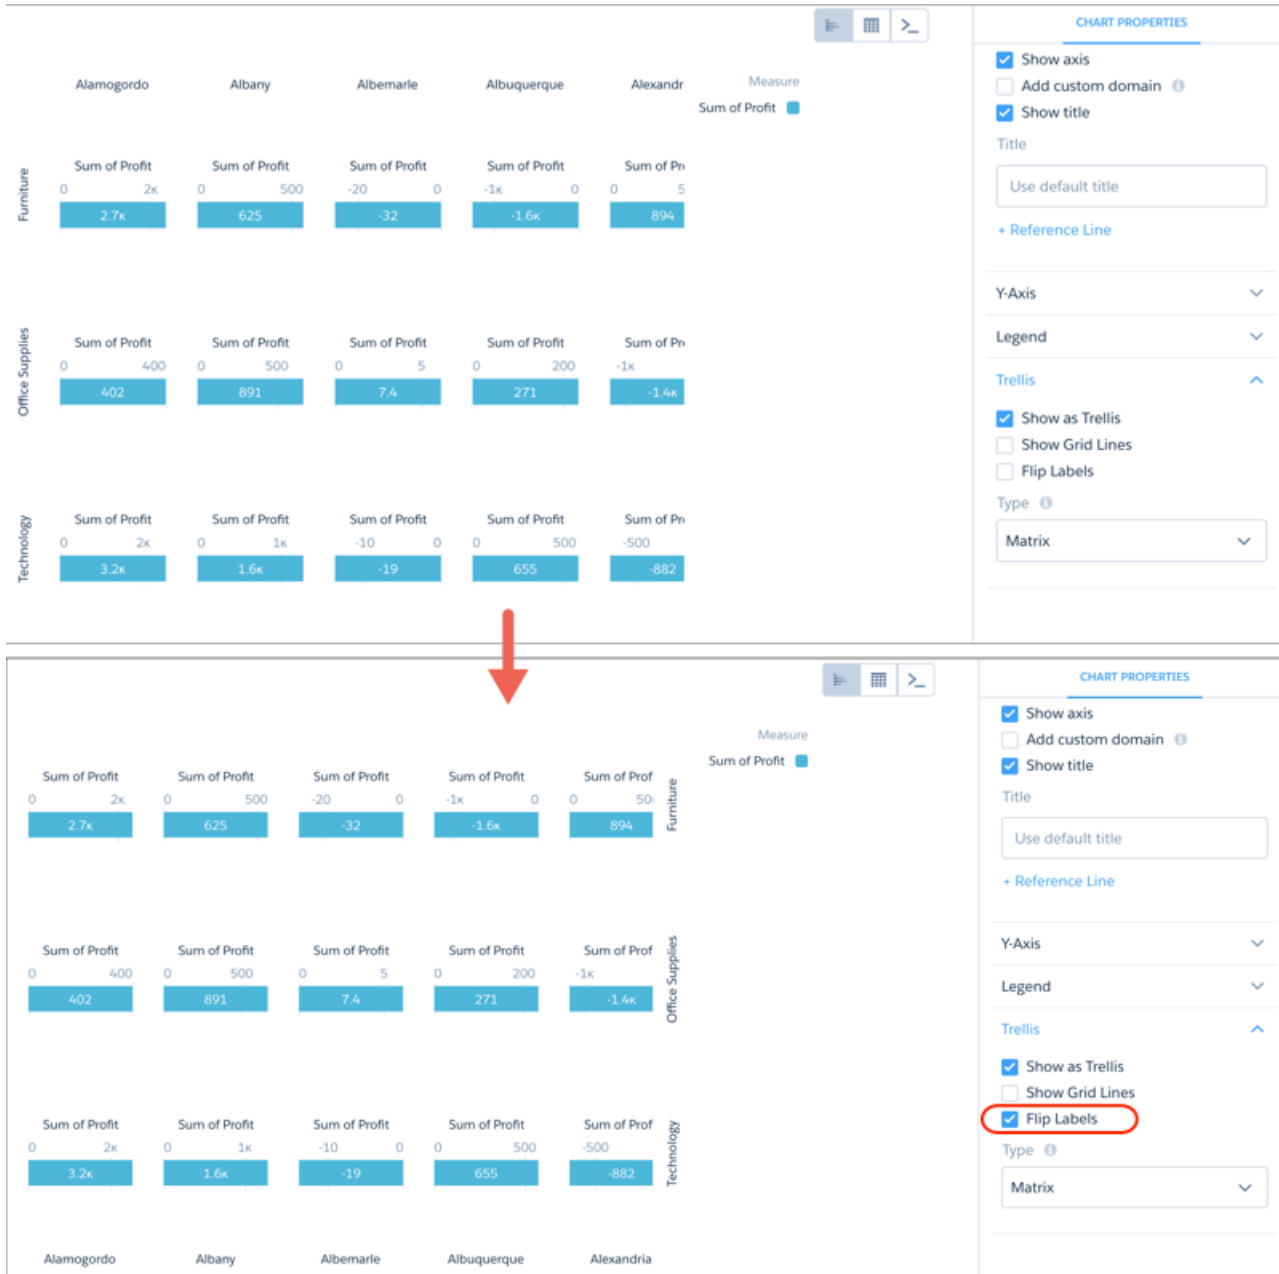 CHART PROPERTIES
Show axis
Add custom domain
Show title
Title
Use default title
+ Reference Line
Y-Axis
Legend
Trellis
Show as Trellis
Show Grid Lines
Flip Labels
Type
Matrix
Alamogordo Albany Albemarle Albuquerque Alexandr
Measure
Sum of Profit
Furniture
Sum of Profit Sum of Profit Sum of Profit Sum of Profit Sum of Pr
0 2K 0 500 -20 0 -1K 0 0 5
2.7K 625 -32 -1.6K 894
Office Supplies
Sum of Profit Sum of Profit Sum of Profit Sum of Profit Sum of Pr
0 400 0 500 0 5 0 200 -1K
402 891 7.4 271 -1.4K
Technology
Sum of Profit Sum of Profit Sum of Profit Sum of Profit Sum of Pr
0 2K 0 1K -10 0 0 500 -500
3.2K 1.6K -19 655 -882
CHART PROPERTIES
Show axis
Add custom domain
Show title
Title
Use default title
+ Reference Line
Y-Axis
Legend
Trellis
Show as Trellis
Show Grid Lines
Flip Labels
Type
Matrix
Measure
Sum of Profit
Sum of Profit Sum of Profit Sum of Profit Sum of Profit Sum of Prof
0 2K 0 500 -20 0 -1K 0 0 50
2.7K 625 -32 -1.6K 894
Furniture
Sum of Profit Sum of Profit Sum of Profit Sum of Profit Sum of Prof
0 400 0 500 0 5 0 200 -1K
402 891 7.4 271 -1.4K
Office Supplies
Sum of Profit Sum of Profit Sum of Profit Sum of Profit Sum of Prof
0 2K 0 1K -10 0 0 500 -500
3.2K 1.6K -19 655 -882
Technology
Alamogordo Albany Albemarle Albuquerque Alexandria